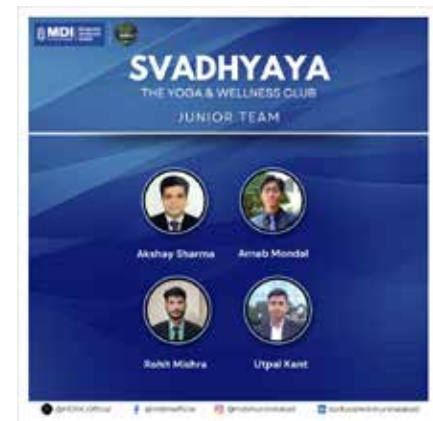 MDI
SVADHYAYA
THE YOGA & WELLNESS CLUB
JUNIOR TEAM
Akshay Sharma
Arnab Mondal
Rohit Mishra
Utpal Kant